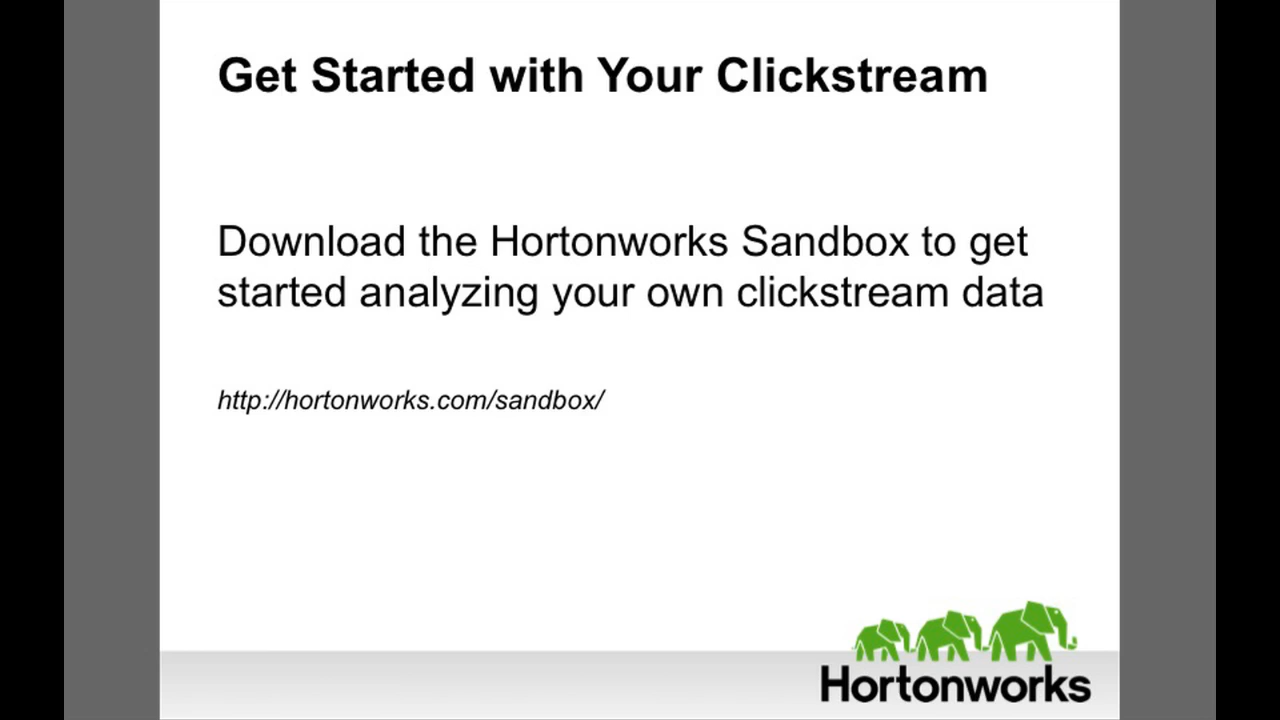 Get Started with Your Clickstream
Download the Hortonworks Sandbox to get
started analyzing your own clickstream data
http://hortonworks.com/sandbox/
Hortonworks